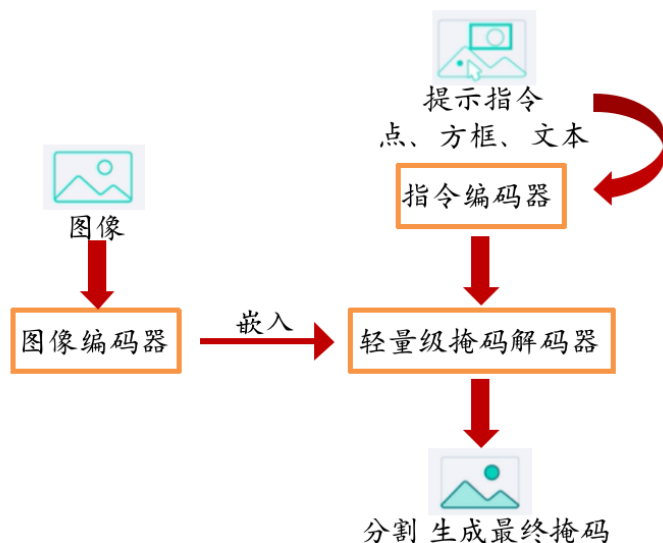 提示指令
点、方框、文本
指令编码器
图像
图像编码器
嵌入
轻量级掩码解码器
分割 生成最终掩码